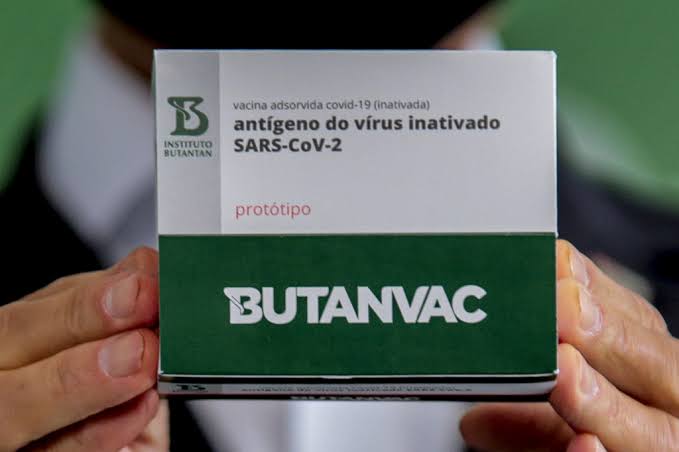 INSTITUTO
BUTANTAN
vacina adsorvida covid-19 (inativada)
antígeno do vírus inativado
SARS-CoV-2
protótipo
BUTANVAC